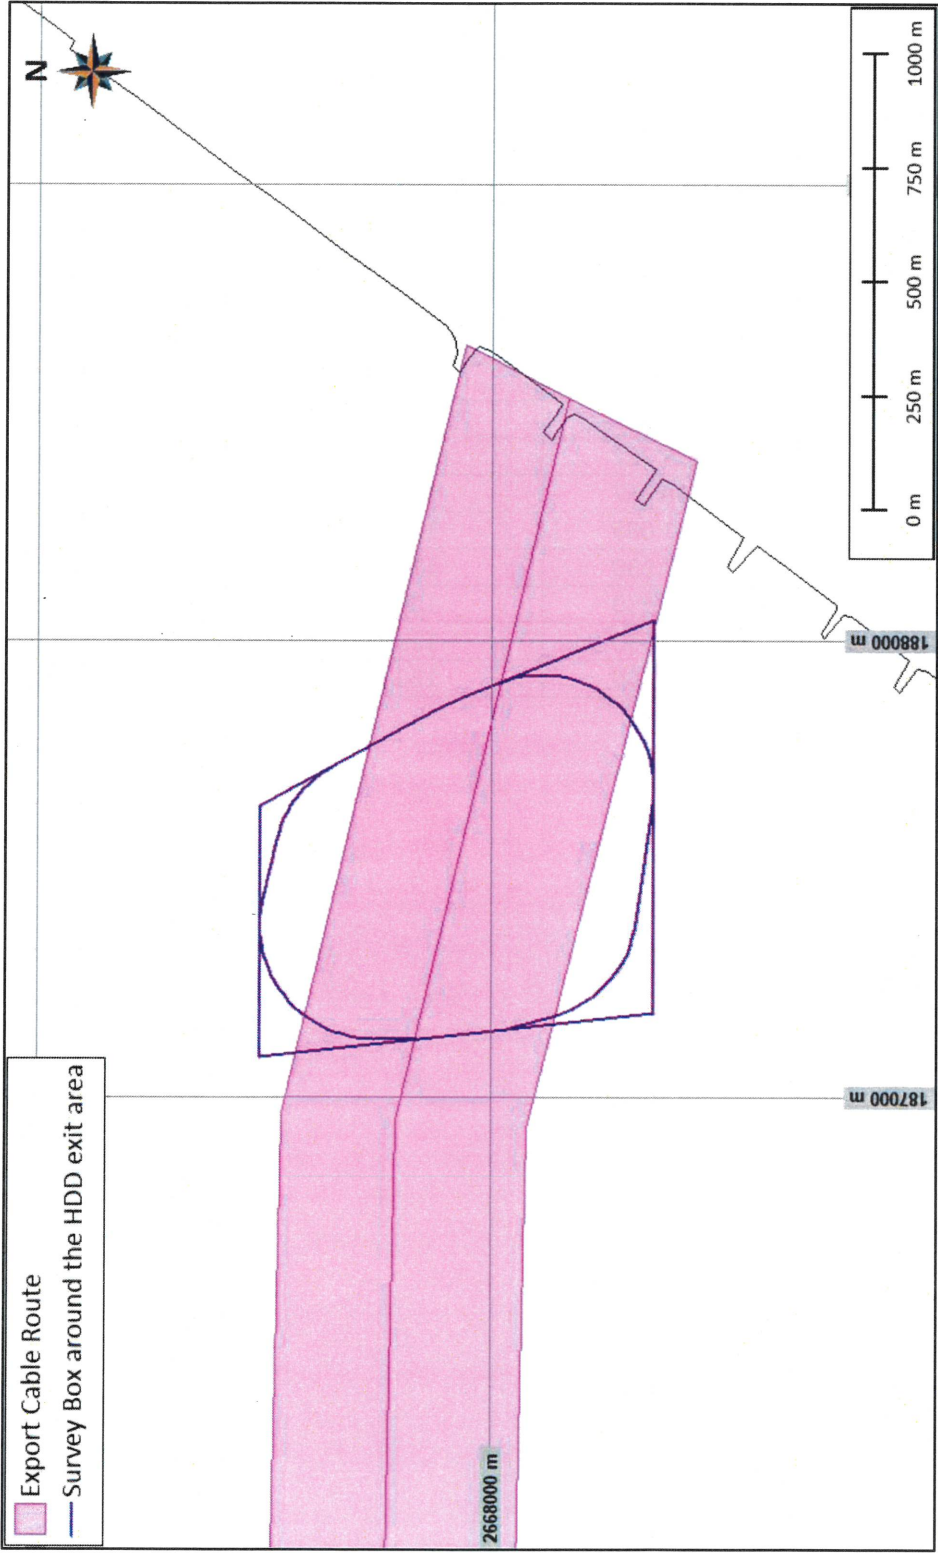 Export Cable Route
Survey Box around the HDD exit area
N
2668000 m
187000 m
188000 m
0 m
250 m
500 m
750 m
1000 m